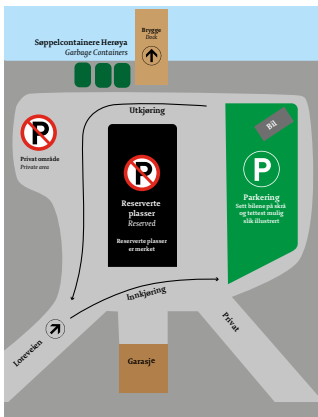 Brygge
Dock
Søppelcontainere Herøya
Garbage Containers
Utkjøring
Bil
P
Privat område
Private area
P
Reserverte
plasser
Reserved
Reserverte plasser
er merket
P
Parkering
Sett bilene på skrå
og tettest mulig
slik illustrert
Innkjøring
Loreveien
Privat
Garasje